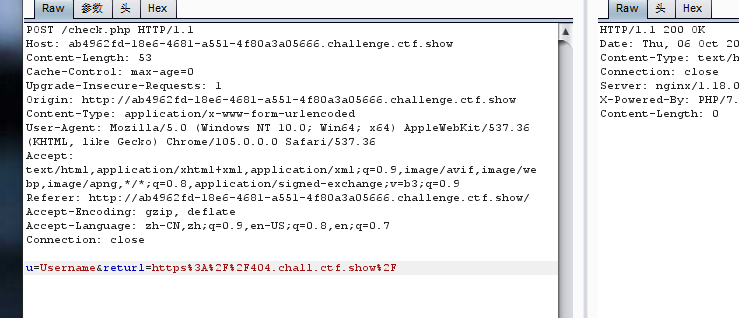 Raw 参数 头 Hex
POST /check.php HTTP/1.1
Host: ab4962fd-18e6-4681-a551-4f80a3a05666.challenge.ctf.show
Content-Length: 53
Cache-Control: max-age=0
Upgrade-Insecure-Requests: 1
Origin: http://ab4962fd-18e6-4681-a551-4f80a3a05666.challenge.ctf.show
Content-Type: application/x-www-form-urlencoded
User-Agent: Mozilla/5.0 (Windows NT 10.0; Win64; x64) AppleWebKit/537.36
(KHTML, like Gecko) Chrome/105.0.0.0 Safari/537.36
Accept:
text/html,application/xhtml+xml,application/xml;q=0.9,image/avif,image/we
bp,image/apng,*/*;q=0.8,application/signed-exchange;v=b3;q=0.9
Referer: http://ab4962fd-18e6-4681-a551-4f80a3a05666.challenge.ctf.show/
Accept-Encoding: gzip, deflate
Accept-Language: zh-CN,zh;q=0.9,en-US;q=0.8,en;q=0.7
Connection: close
u=Username&returl=https%3A%2F%2F404.chall.ctf.show%2F
Raw 头 Hex
HTTP/1.1 200 OK
Date: Thu, 06 Oct 20
Content-Type: text/h
Connection: close
Server: nginx/1.18.0
X-Powered-By: PHP/7.
Content-Length: 0